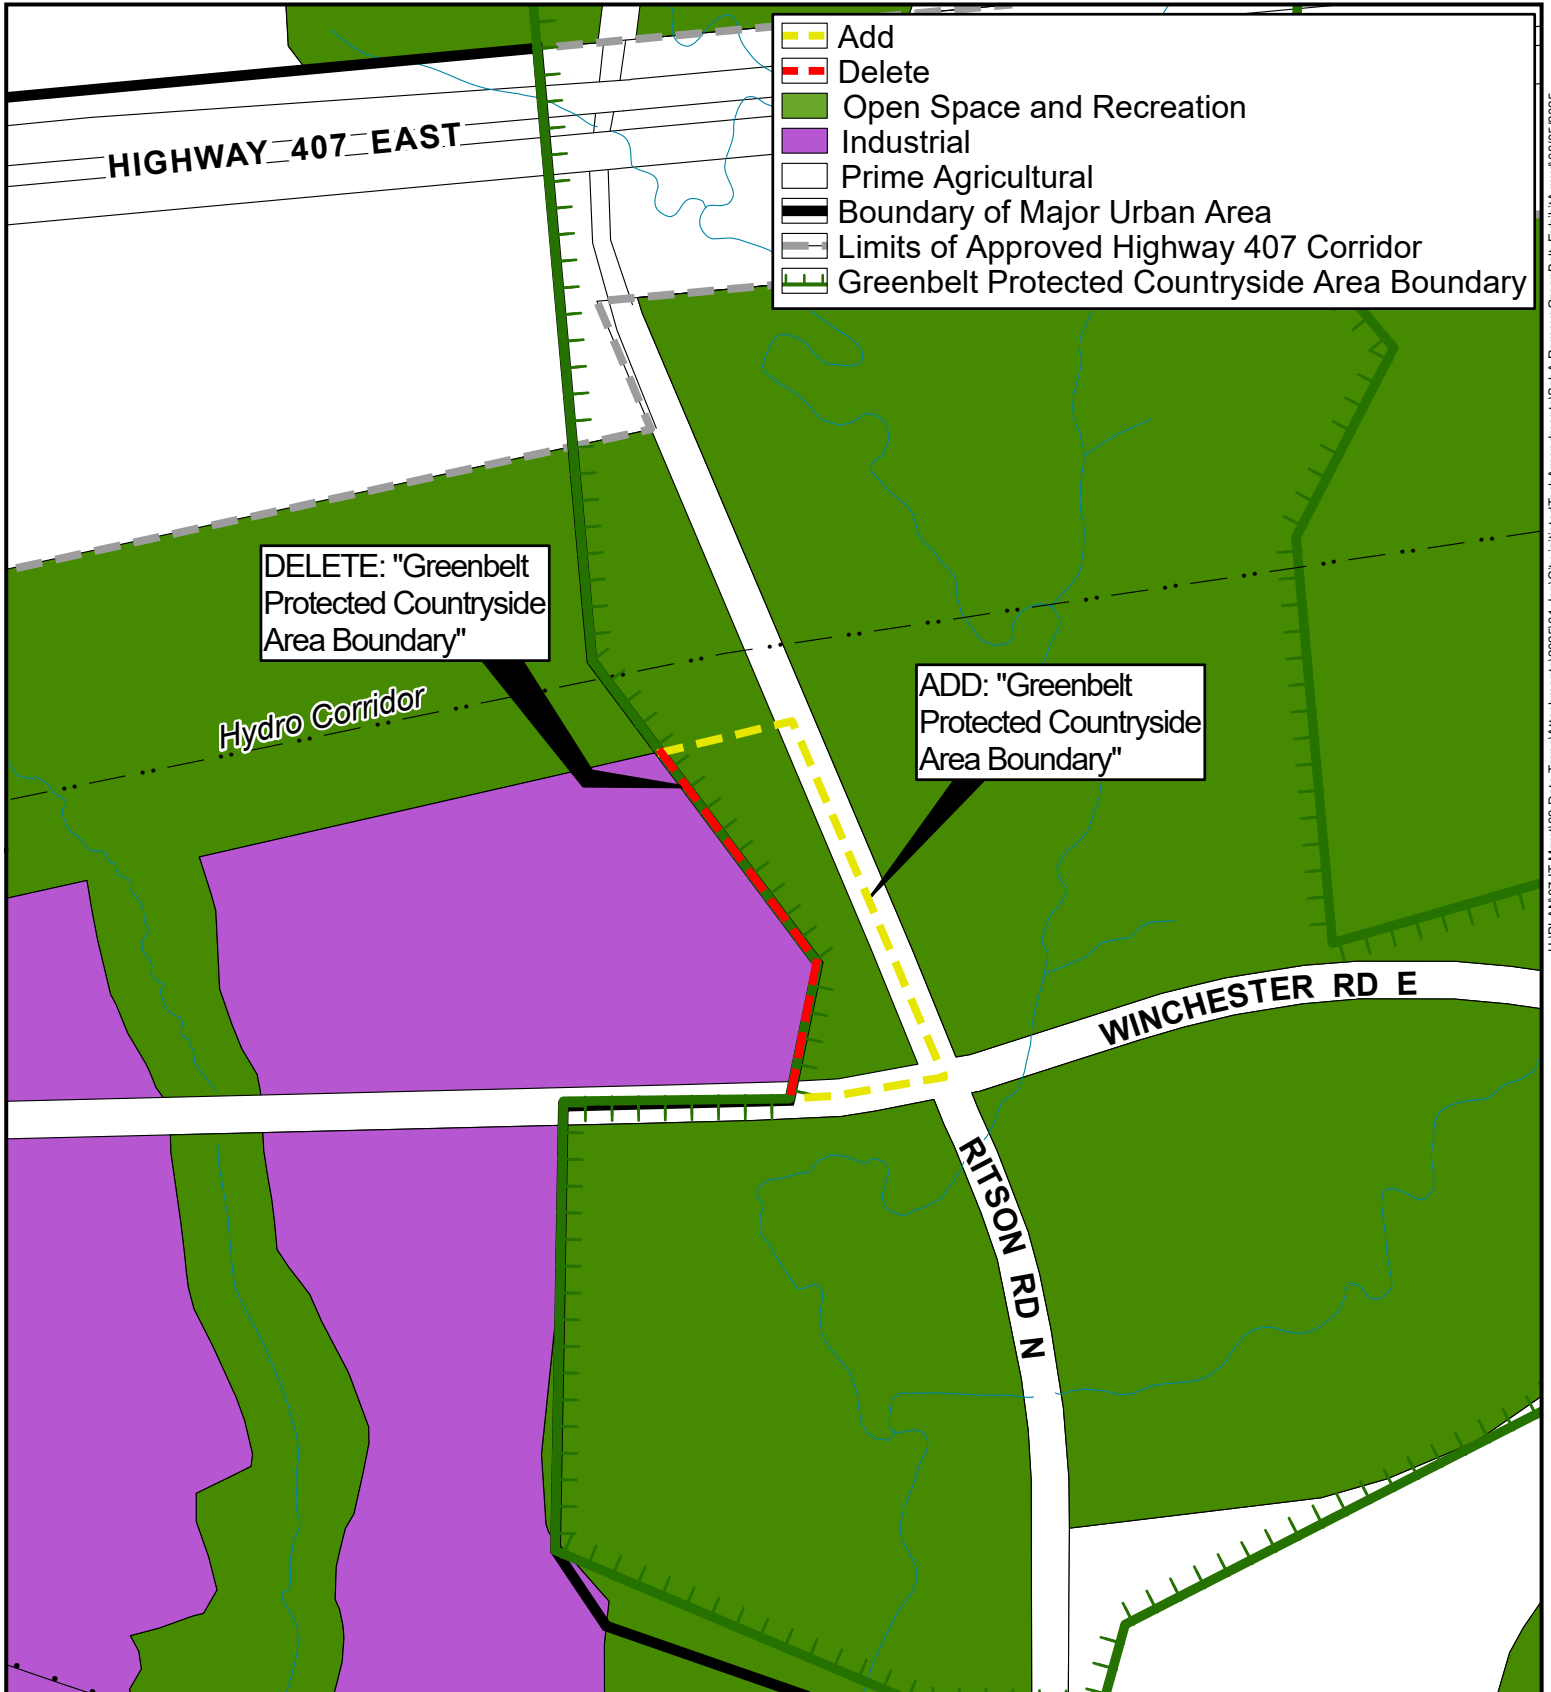 Add
Delete
Open Space and Recreation
Industrial
Prime Agricultural
Boundary of Major Urban Area
Limits of Approved Highway 407 Corridor
Greenbelt Protected Countryside Area Boundary
HIGHWAY 407 EAST
DELETE: "Greenbelt
Protected Countryside
Area Boundary"
Hydro Corridor
ADD: "Greenbelt
Protected Countryside
Area Boundary"
WINCHESTER RD E
RITSON RD N